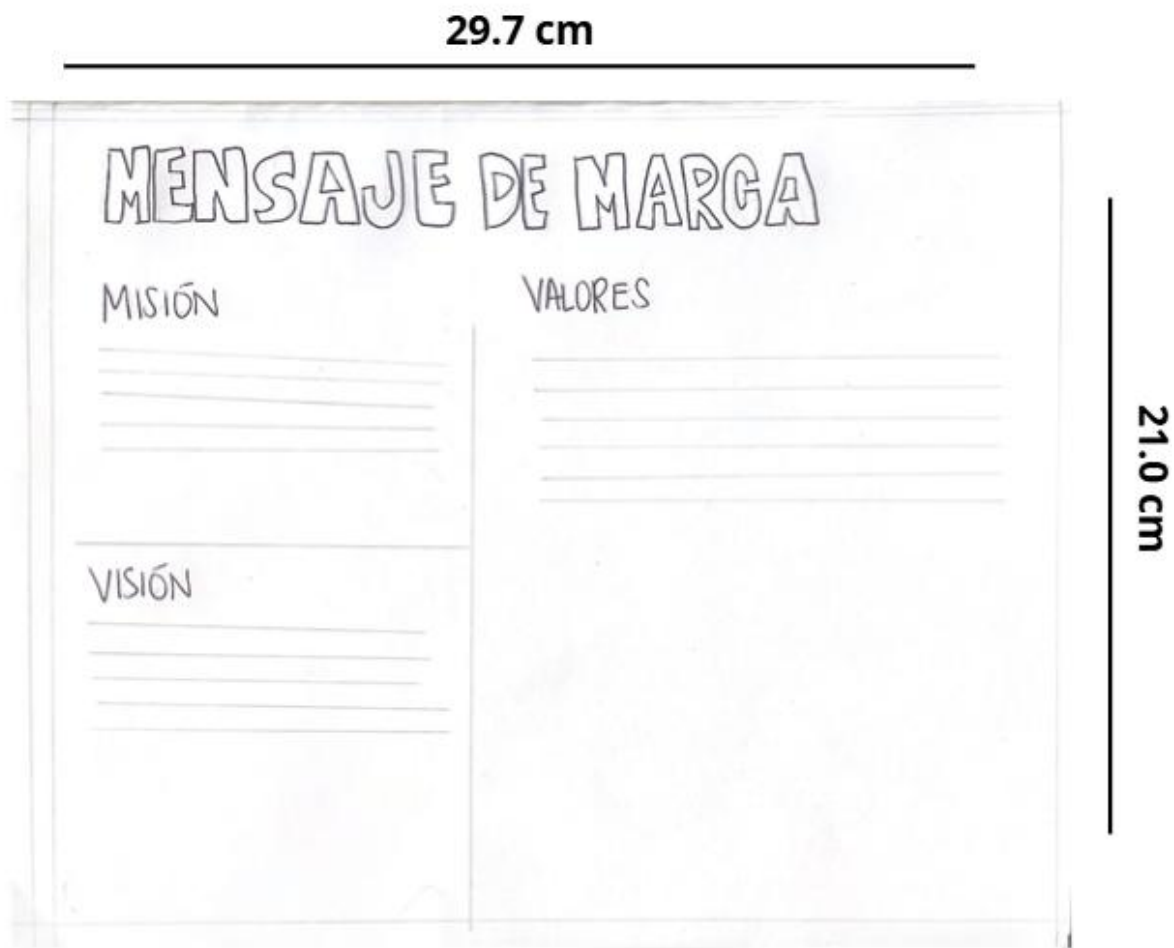 29.7 cm
MENSAJE DE MARCA
MISIÓN
VALORES
VISIÓN
21.0 cm